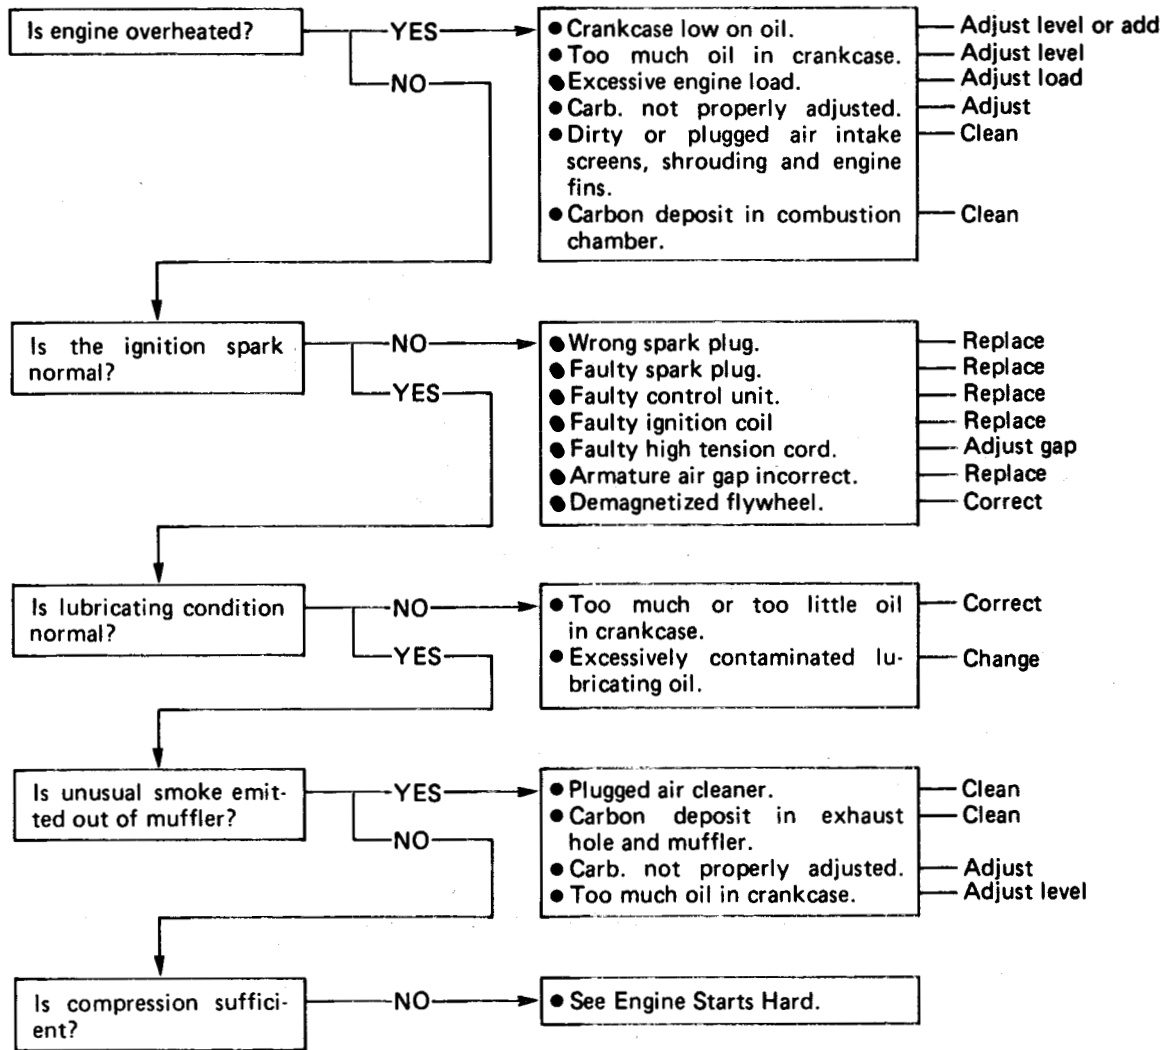 Is engine overheated?
YES
NO
● Crankcase low on oil.
Adjust level or add
● Too much oil in crankcase.
Adjust level
● Excessive engine load.
Adjust load
● Carb. not properly adjusted.
Adjust
● Dirty or plugged air intake
Clean
screens, shrouding and engine
fins.
● Carbon deposit in combustion
Clean
chamber.
Is the ignition spark
normal?
NO
YES
● Wrong spark plug.
Replace
● Faulty spark plug.
Replace
● Faulty control unit.
Replace
● Faulty ignition coil
Replace
● Faulty high tension cord.
Adjust gap
● Armature air gap incorrect.
Replace
● Demagnetized flywheel.
Correct
Is lubricating condition
normal?
NO
YES
● Too much or too little oil
Correct
in crankcase.
● Excessively contaminated lu-
Change
bricating oil.
Is unusual smoke emit-
ted out of muffler?
YES
NO
● Plugged air cleaner.
Clean
● Carbon deposit in exhaust
Clean
hole and muffler.
● Carb. not properly adjusted.
Adjust
● Too much oil in crankcase.
Adjust level
Is compression suffici-
ent?
NO
● See Engine Starts Hard.